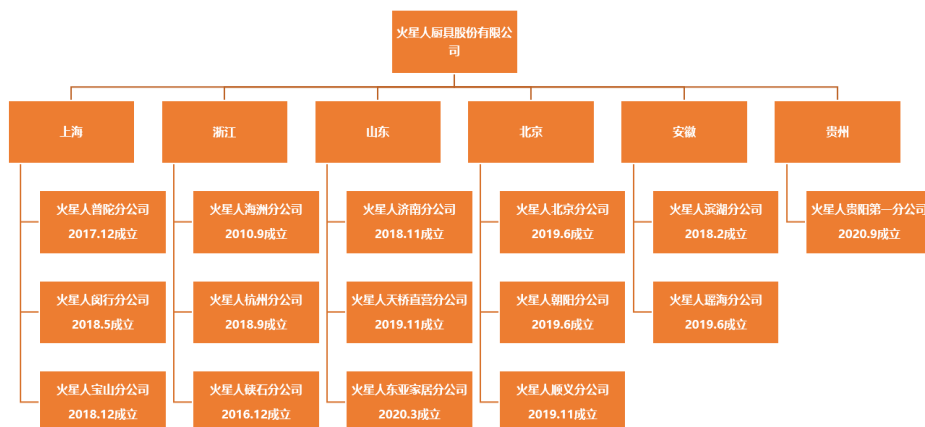 火星人厨具股份有限公
司
上海
浙江
山东
北京
安徽
贵州
火星人普陀分公司
2017.12成立
火星人海洲分公司
2010.9成立
火星人济南分公司
2018.11成立
火星人北京分公司
2019.6成立
火星人滨湖分公司
2018.2成立
火星人贵阳第一分公司
2020.9成立
火星人闵行分公司
2018.5成立
火星人杭州分公司
2018.9成立
火星人天桥直营分公司
2019.11成立
火星人朝阳分公司
2019.6成立
火星人瑶海分公司
2019.6成立
火星人宝山分公司
2018.12成立
火星人硖石分公司
2016.12成立
火星人东亚家居分公司
2020.3成立
火星人顺义分公司
2019.11成立